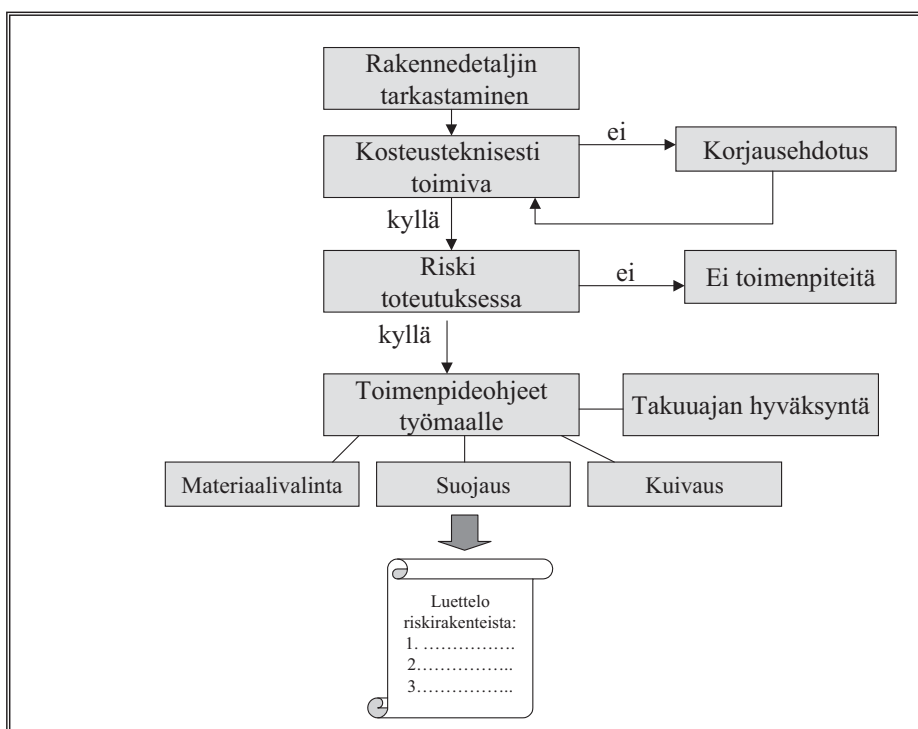 Rakennedetaljin
tarkastaminen
ei
Kosteusteknisesti
toimiva
Korjausehdotus
kyllä
Riski
toteutuksessa
ei
Ei toimenpiteitä
kyllä
Toimenpideohjeet
työmaalle
Takuuajan hyväksyntä
Materiaalivalinta
Suojaus
Kuivaus
Luettelo
riskirakenteista:
1. …………….
2……………..
3……………..